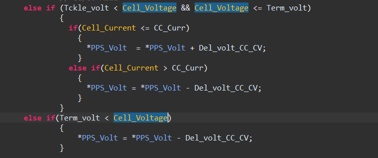 else if (Tckle_volt < Cell_Voltage && Cell_Voltage <= Term_volt)
{
if(Cell_Current <= CC_Curr)
{
*PPS_Volt = *PPS_Volt + Del_volt_CC_CV;
}
else if(Cell_Current > CC_Curr)
{
*PPS_Volt = *PPS_Volt - Del_volt_CC_CV;
}
}
else if(Term_volt < Cell_Voltage)
{
*PPS_Volt = *PPS_Volt - Del_volt_CC_CV;
}